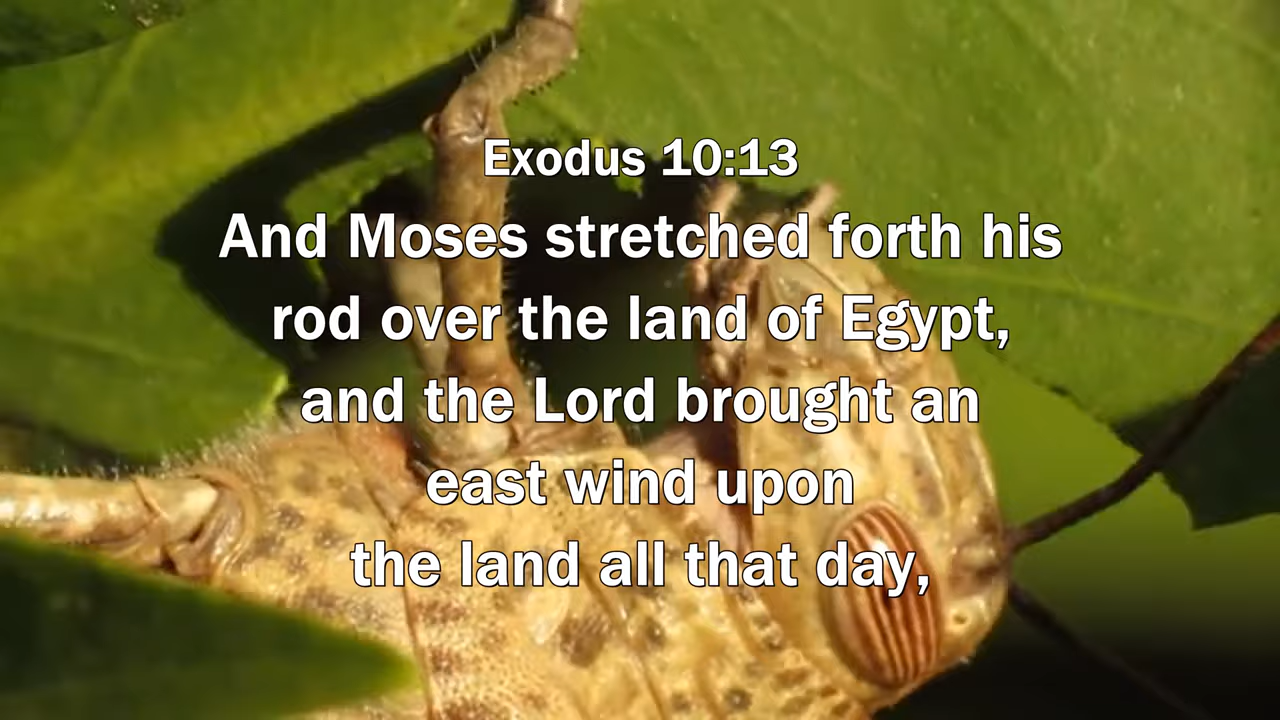 Exodus 10:13
And Moses stretched forth his
rod over the land of Egypt,
and the Lord brought an
east wind upon
the land all that day,